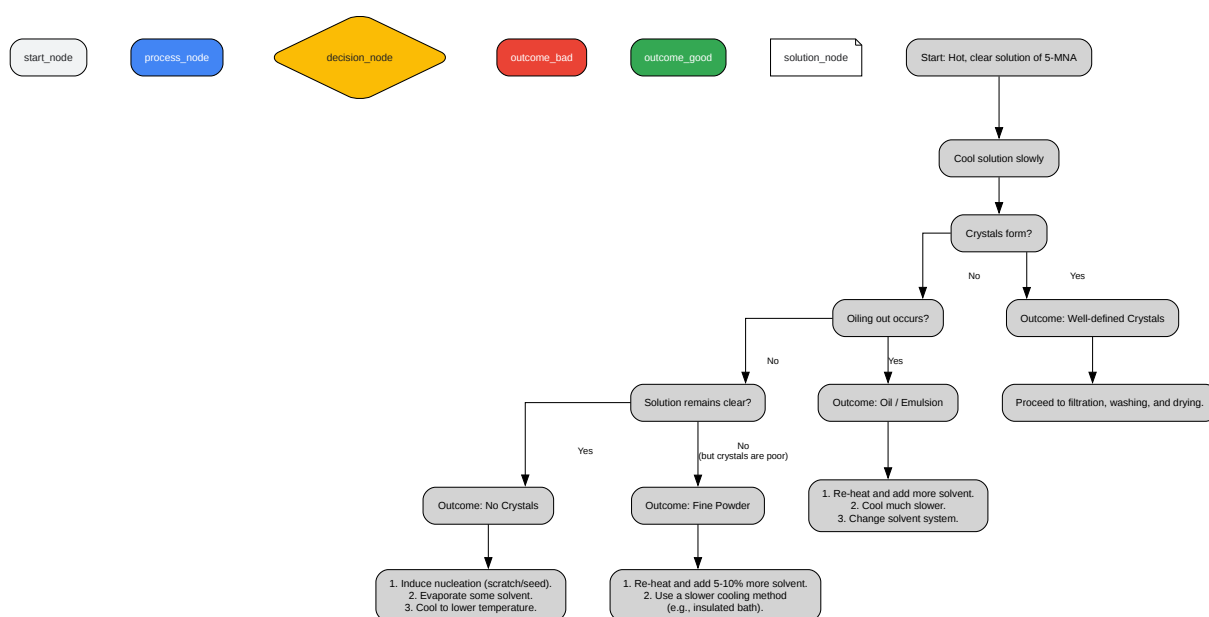 start_node
process_node
decision_node
outcome_bad
outcome_good
solution_node
Start: Hot, clear solution of 5-MNA
Cool solution slowly
Crystals form?
No
Yes
Oiling out occurs?
Outcome: Well-defined Crystals
No
Yes
Solution remains clear?
Outcome: Oil / Emulsion
Proceed to filtration, washing, and drying.
Yes
No
(but crystals are poor)
Outcome: No Crystals
Outcome: Fine Powder
1. Re-heat and add more solvent.
2. Cool much slower.
3. Change solvent system.
1. Induce nucleation (scratch/seed).
2. Evaporate some solvent.
3. Cool to lower temperature.
1. Re-heat and add 5-10% more solvent.
2. Use a slower cooling method
(e.g., insulated bath).